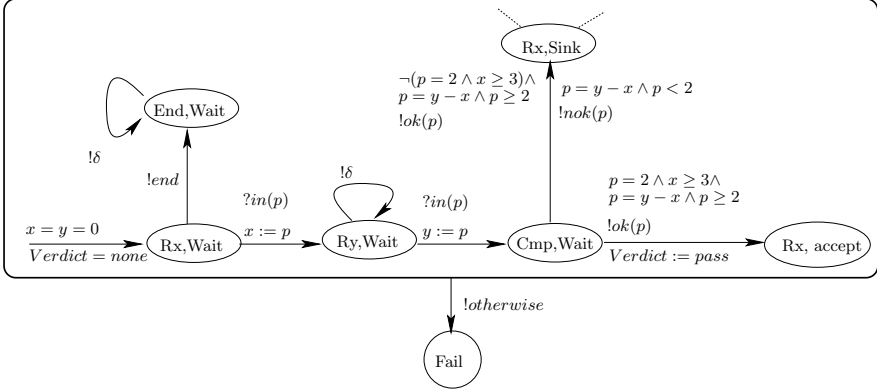 Rx,Sink
¬(p = 2 ∧ x ≥ 3)∧
p = y − x ∧ p ≥ 2
!ok(p)
p = y − x ∧ p < 2
!nok(p)
End,Wait
!δ
!end
?in(p)
x := p
!δ
?in(p)
y := p
p = 2 ∧ x ≥ 3∧
p = y − x ∧ p ≥ 2
!ok(p)
Verdict := pass
x = y = 0
Verdict = none
Rx,Wait
Ry,Wait
Cmp,Wait
Rx, accept
!otherwise
Fail